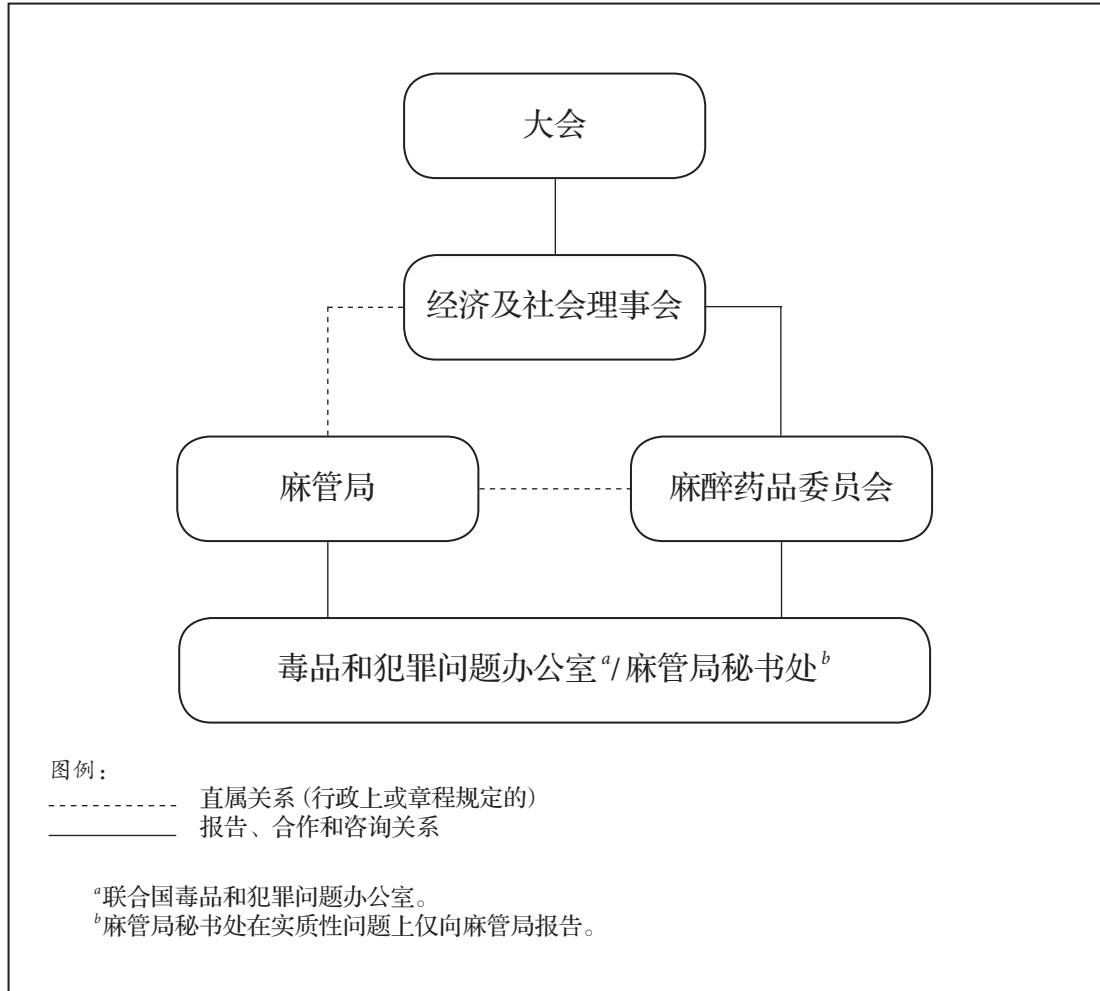 大会
经济及社会理事会
麻管局
麻醉药品委员会
毒品和犯罪问题办公室a/麻管局秘书处b
图例：
直属关系（行政上或章程规定的）
报告、合作和咨询关系
a联合国毒品和犯罪问题办公室。
b麻管局秘书处在实质性问题上仅向麻管局报告。